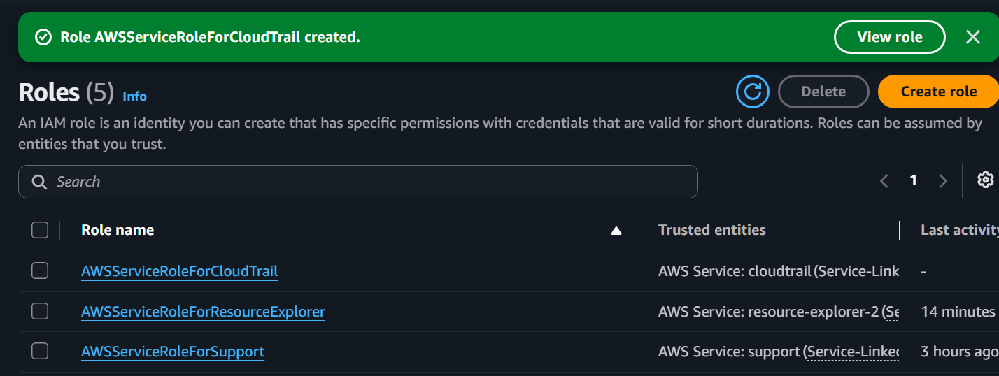 Role AWSServiceRoleForCloudTrail created. View role
Roles (5) Info Delete Create role
An IAM role is an identity you can create that has specific permissions with credentials that are valid for short durations. Roles can be assumed by
entities that you trust.
Search 1
Role name Trusted entities Last activity
AWSServiceRoleForCloudTrail AWS Service: cloudtrail (Service-Link -
AWSServiceRoleForResourceExplorer AWS Service: resource-explorer-2 (Se 14 minutes
AWSServiceRoleForSupport AWS Service: support (Service-Linked 3 hours ago